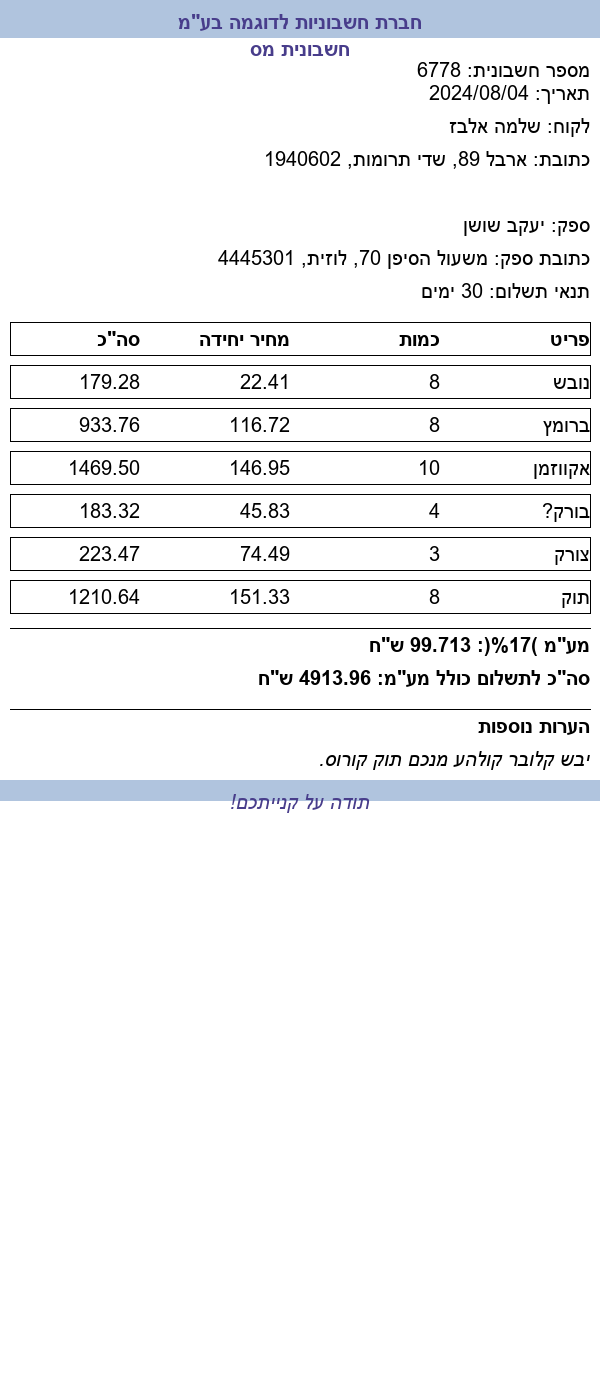 חברת חשבוניות לדוגמה בע"מ
חשבונית מס
מספר חשבונית: 6778
תאריך: 2024/08/04
לקוח: שלמה אלבז
כתובת: ארבל 89, שדי תרומות, 1940602
ספק: יעקב שושן
כתובת ספק: משעול הסיפן 70, לוזית, 4445301
תנאי תשלום: 30 ימים
פריט כמות מחיר יחידה סה"כ
נובש 8 22.41 179.28
ברומץ 8 116.72 933.76
אקווזמן 10 146.95 1469.50
בורק? 4 45.83 183.32
צורק 3 74.49 223.47
תוק 8 151.33 1210.64
מע"מ )17%(: 99.713 ש"ח
סה"כ לתשלום כולל מע"מ: 4913.96 ש"ח
הערות נוספות
יבש קלובר קולהע מנכם תוק קורוס.
תודה על קנייתכם!